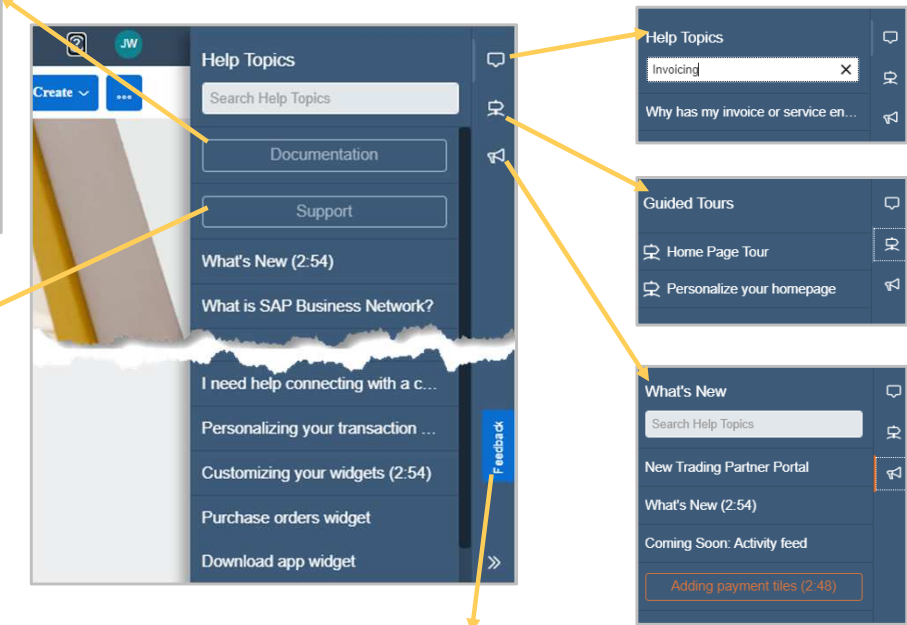 JW
Create
...
Help Topics
Search Help Topics
Documentation
Support
What's New (2:54)
What is SAP Business Network?
I need help connecting with a c...
Personalizing your transaction ...
Customizing your widgets (2:54)
Purchase orders widget
Download app widget
Feedback
Help Topics
Invoicing
Why has my invoice or service en...
Guided Tours
Home Page Tour
Personalize your homepage
What's New
Search Help Topics
New Trading Partner Portal
What's New (2:54)
Coming Soon: Activity feed
Adding payment tiles (2:48)